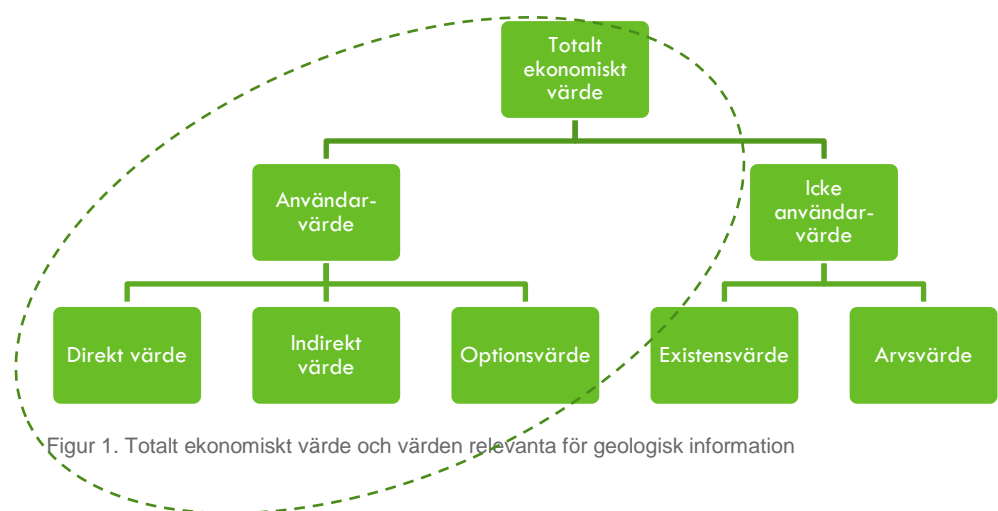 Totalt
ekonomiskt
värde
Användar-
värde
Icke
användar-
värde
Direkt värde
Indirekt
värde
Optionsvärde
Existensvärde
Arvsvärde
Figur 1. Totalt ekonomiskt värde och värden relevanta för geologisk information